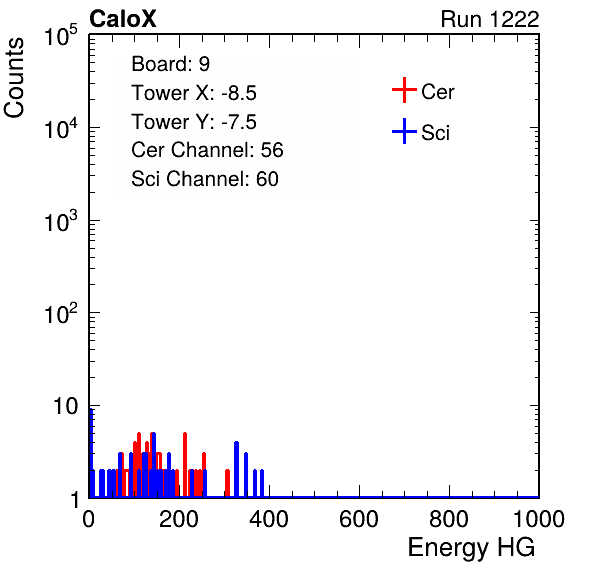 CaloX Run 1222
Counts
Board: 9
Tower X: -8.5
Tower Y: -7.5
Cer Channel: 56
Sci Channel: 60
Cer
Sci
10^5
10^4
10^3
10^2
10
1
0 200 400 600 800 1000
Energy HG